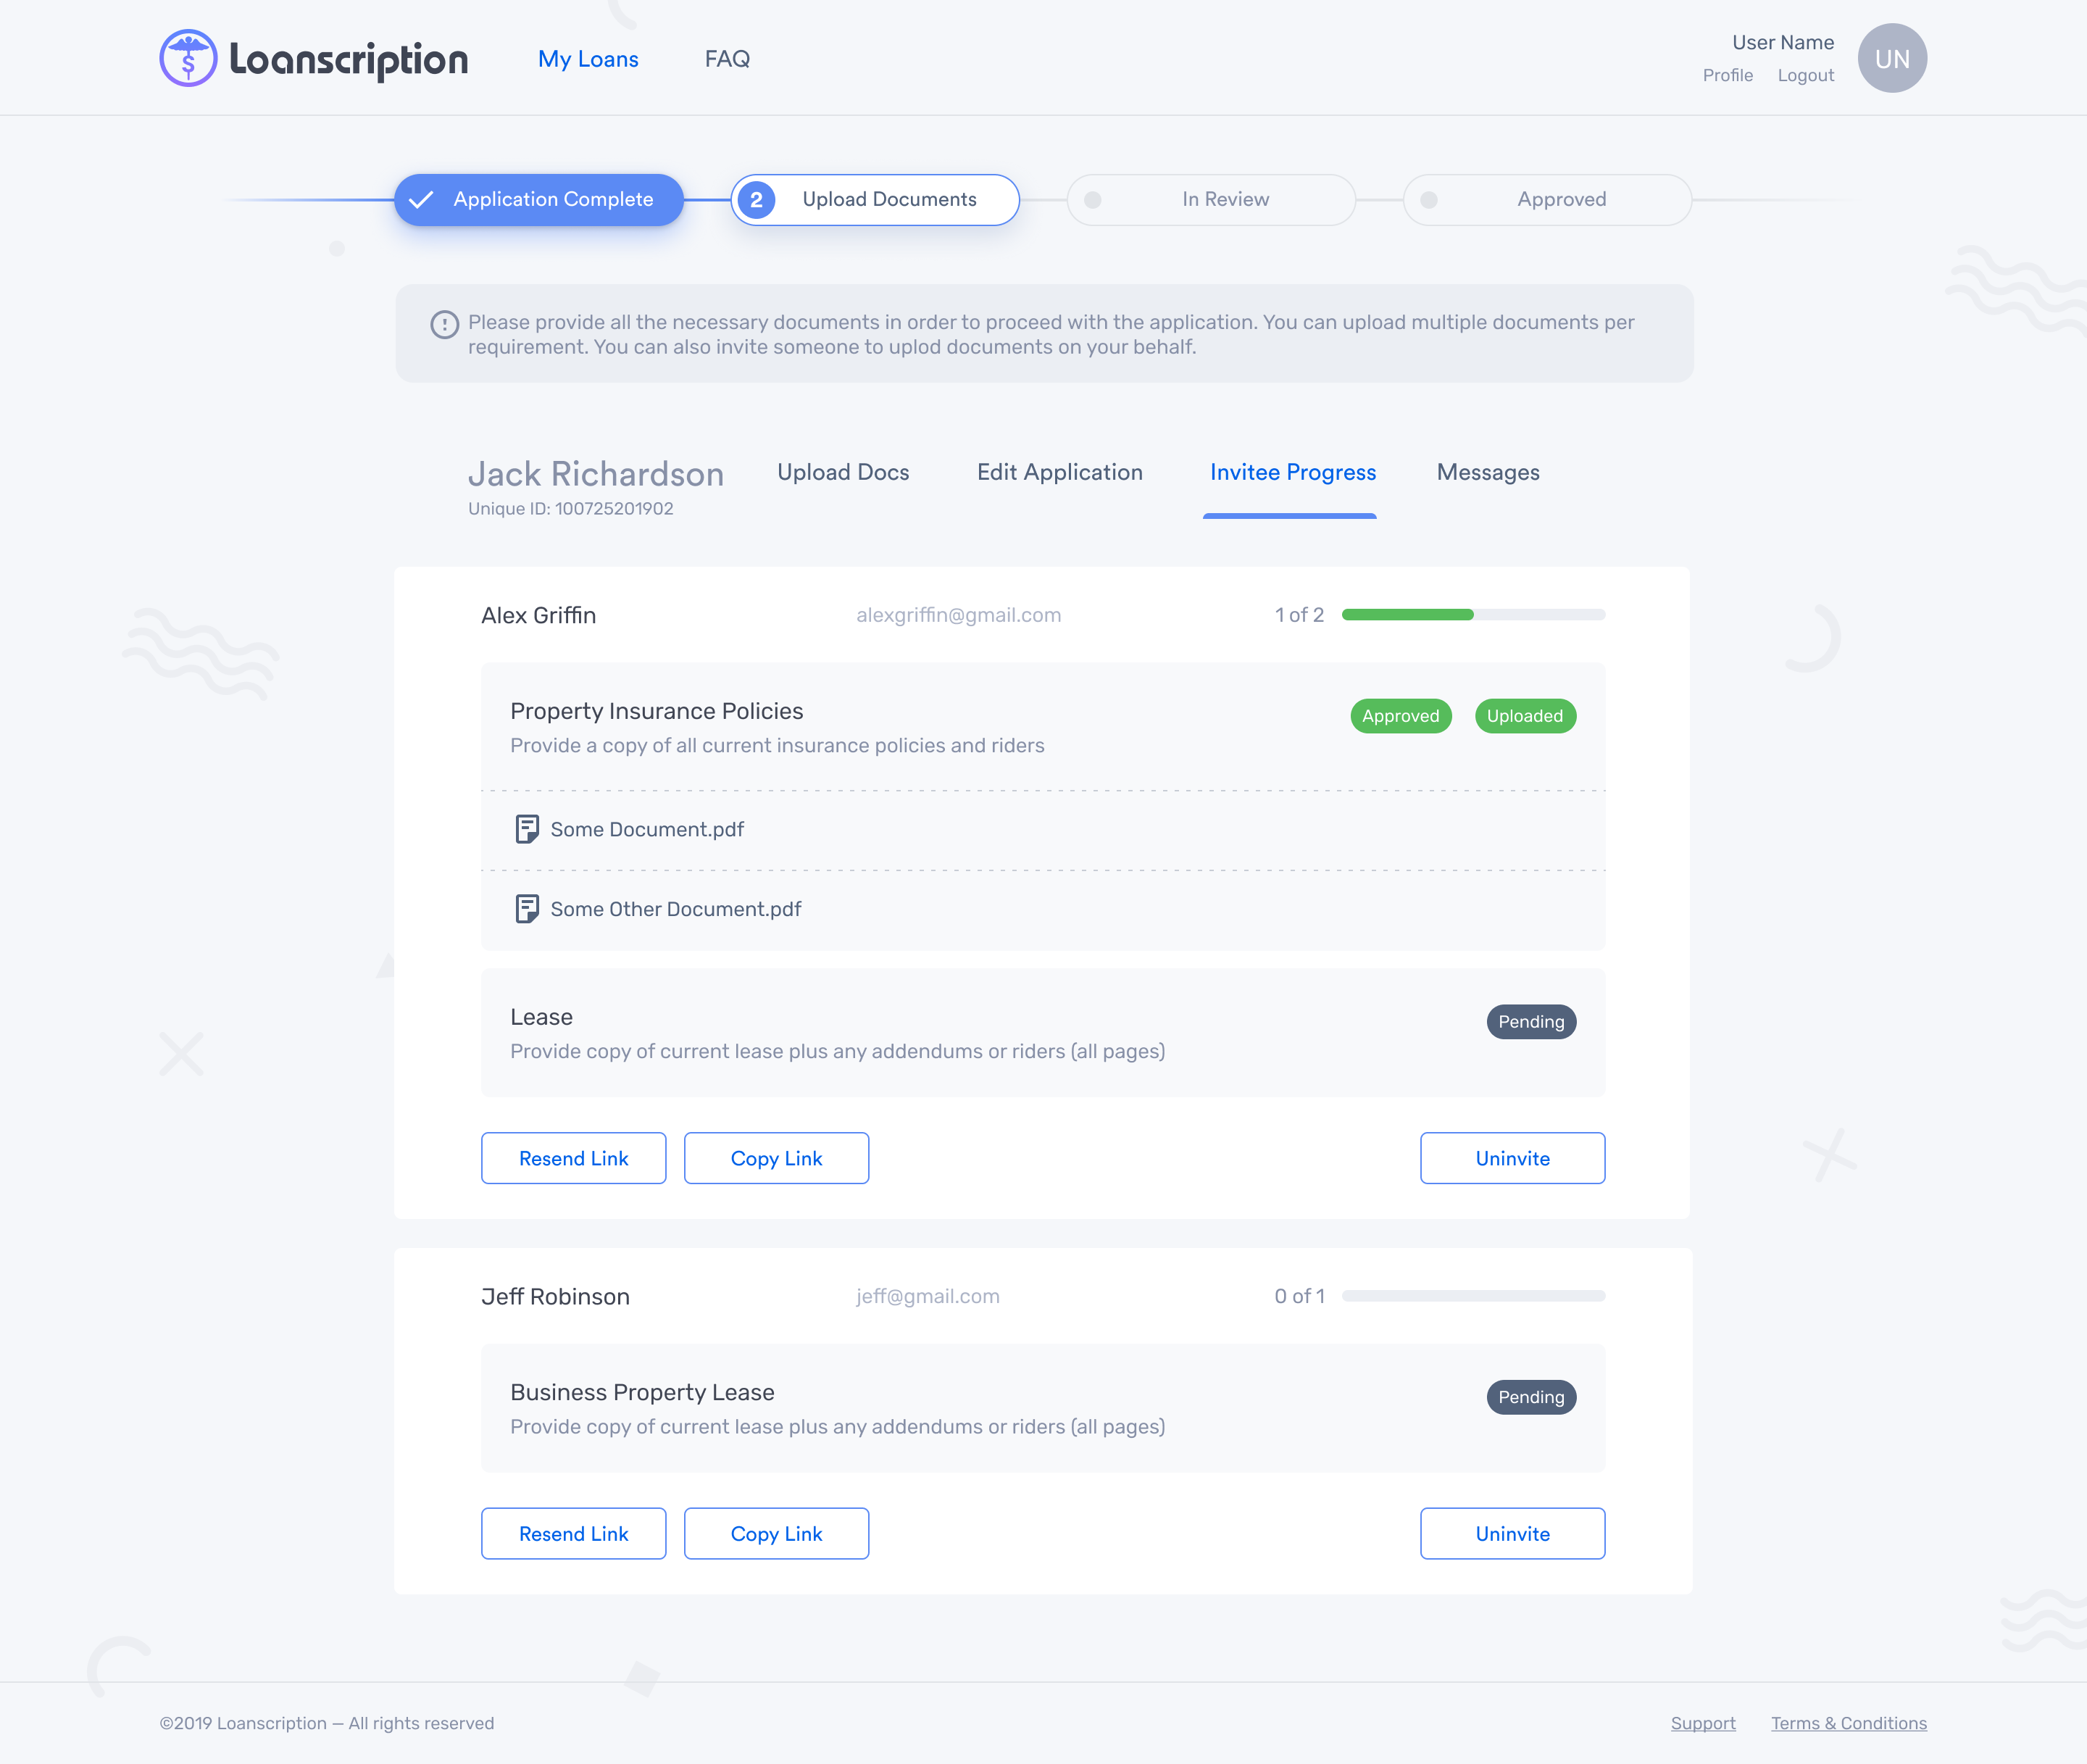 Loanscription
My Loans
FAQ
User Name
Profile
Logout
UN
Application Complete
2
Upload Documents
In Review
Approved
Please provide all the necessary documents in order to proceed with the application. You can upload multiple documents per
requirement. You can also invite someone to uplod documents on your behalf.
Jack Richardson
Unique ID: 100725201902
Upload Docs
Edit Application
Invitee Progress
Messages
Alex Griffin
alexgriffin@gmail.com
1 of 2
Property Insurance Policies
Approved
Uploaded
Provide a copy of all current insurance policies and riders
Some Document.pdf
Some Other Document.pdf
Lease
Pending
Provide copy of current lease plus any addendums or riders (all pages)
Resend Link
Copy Link
Uninvite
Jeff Robinson
jeff@gmail.com
0 of 1
Business Property Lease
Pending
Provide copy of current lease plus any addendums or riders (all pages)
Resend Link
Copy Link
Uninvite
©2019 Loanscription — All rights reserved
Support
Terms & Conditions